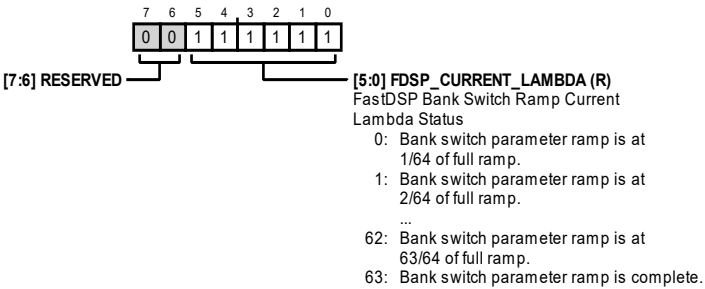 7 6 5 4 3 2 1 0
0 0 1 1 1 1 1 1
[7:6] RESERVED
[5:0] FDSP_CURRENT_LAMBDA (R)
FastDSP Bank Switch Ramp Current
Lambda Status
0: Bank switch parameter ramp is at
1/64 of full ramp.
1: Bank switch parameter ramp is at
2/64 of full ramp.
...
62: Bank switch parameter ramp is at
63/64 of full ramp.
63: Bank switch parameter ramp is complete.